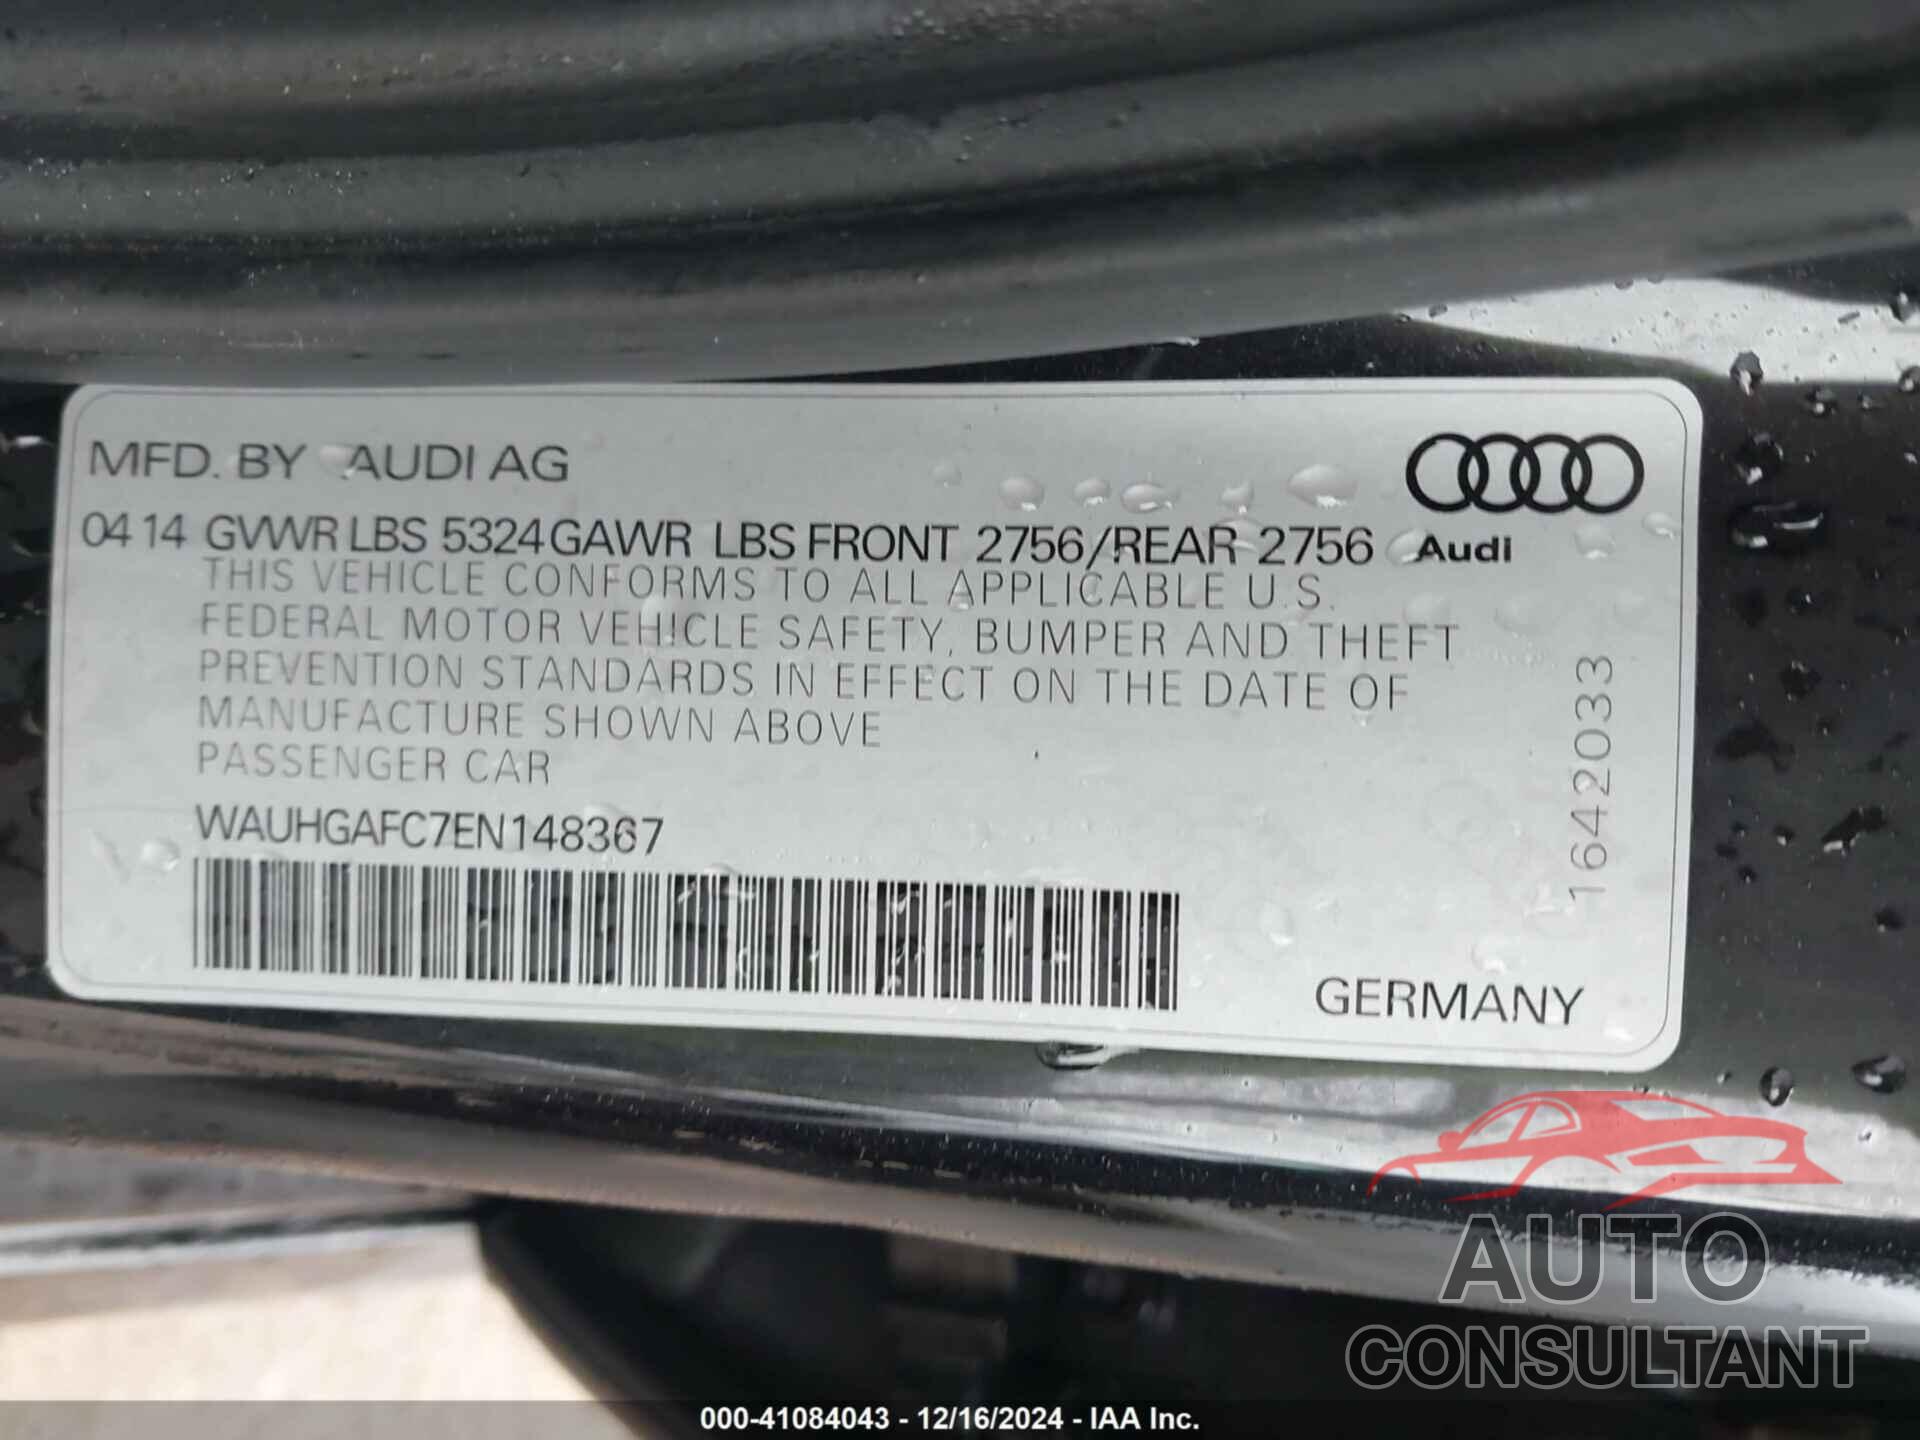 MFD. BY AUDI AG
04 14 GVWR LBS 5324 GAWR LBS FRONT 2756/REAR 2756 Audi
THIS VEHICLE CONFORMS TO ALL APPLICABLE U.S.
FEDERAL MOTOR VEHICLE SAFETY, BUMPER AND THEFT
PREVENTION STANDARDS IN EFFECT ON THE DATE OF
MANUFACTURE SHOWN ABOVE
PASSENGER CAR
WAUHGAFC7EN148367
1642033
GERMANY
AUTO
CONSULTANT
000-41084043 - 12/16/2024 - IAA Inc.